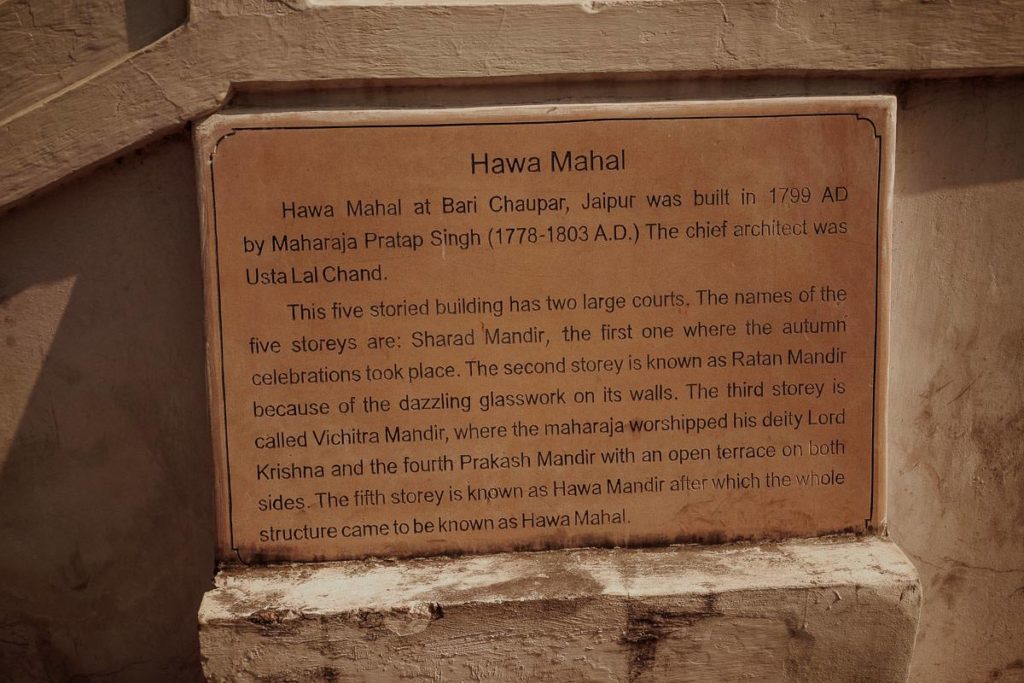 Hawa Mahal
Hawa Mahal at Bari Chaupar, Jaipur was built in 1799 AD
by Maharaja Pratap Singh (1778-1803 A.D.) The chief architect was
Usta Lal Chand.
This five storied building has two large courts. The names of the
five storeys are: Sharad Mandir, the first one where the autumn
celebrations took place. The second storey is known as Ratan Mandir
because of the dazzling glasswork on its walls. The third storey is
called Vichitra Mandir, where the maharaja worshipped his deity Lord
Krishna and the fourth Prakash Mandir with an open terrace on both
sides. The fifth storey is known as Hawa Mandir after which the whole
structure came to be known as Hawa Mahal.